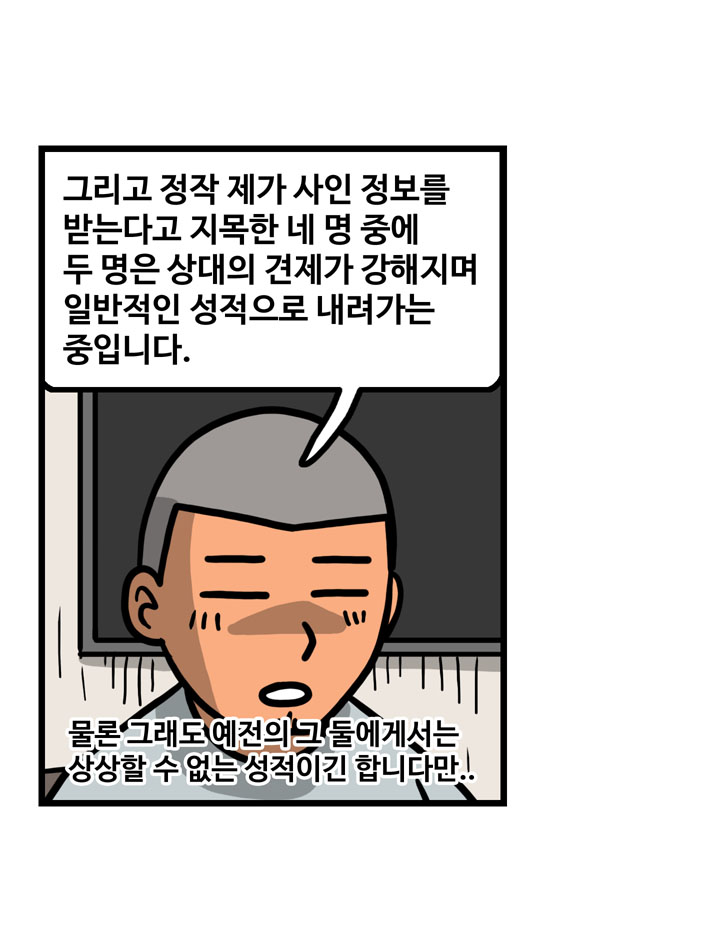 그리고 정작 제가 사인 정보를
받는다고 지목한 네 명 중에
두 명은 상대의 견제가 강해지며
일반적인 성적으로 내려가는
중입니다.
물론 그래도 예전의 그 둘에게서는
상상할 수 없는 성적이긴 합니다만..